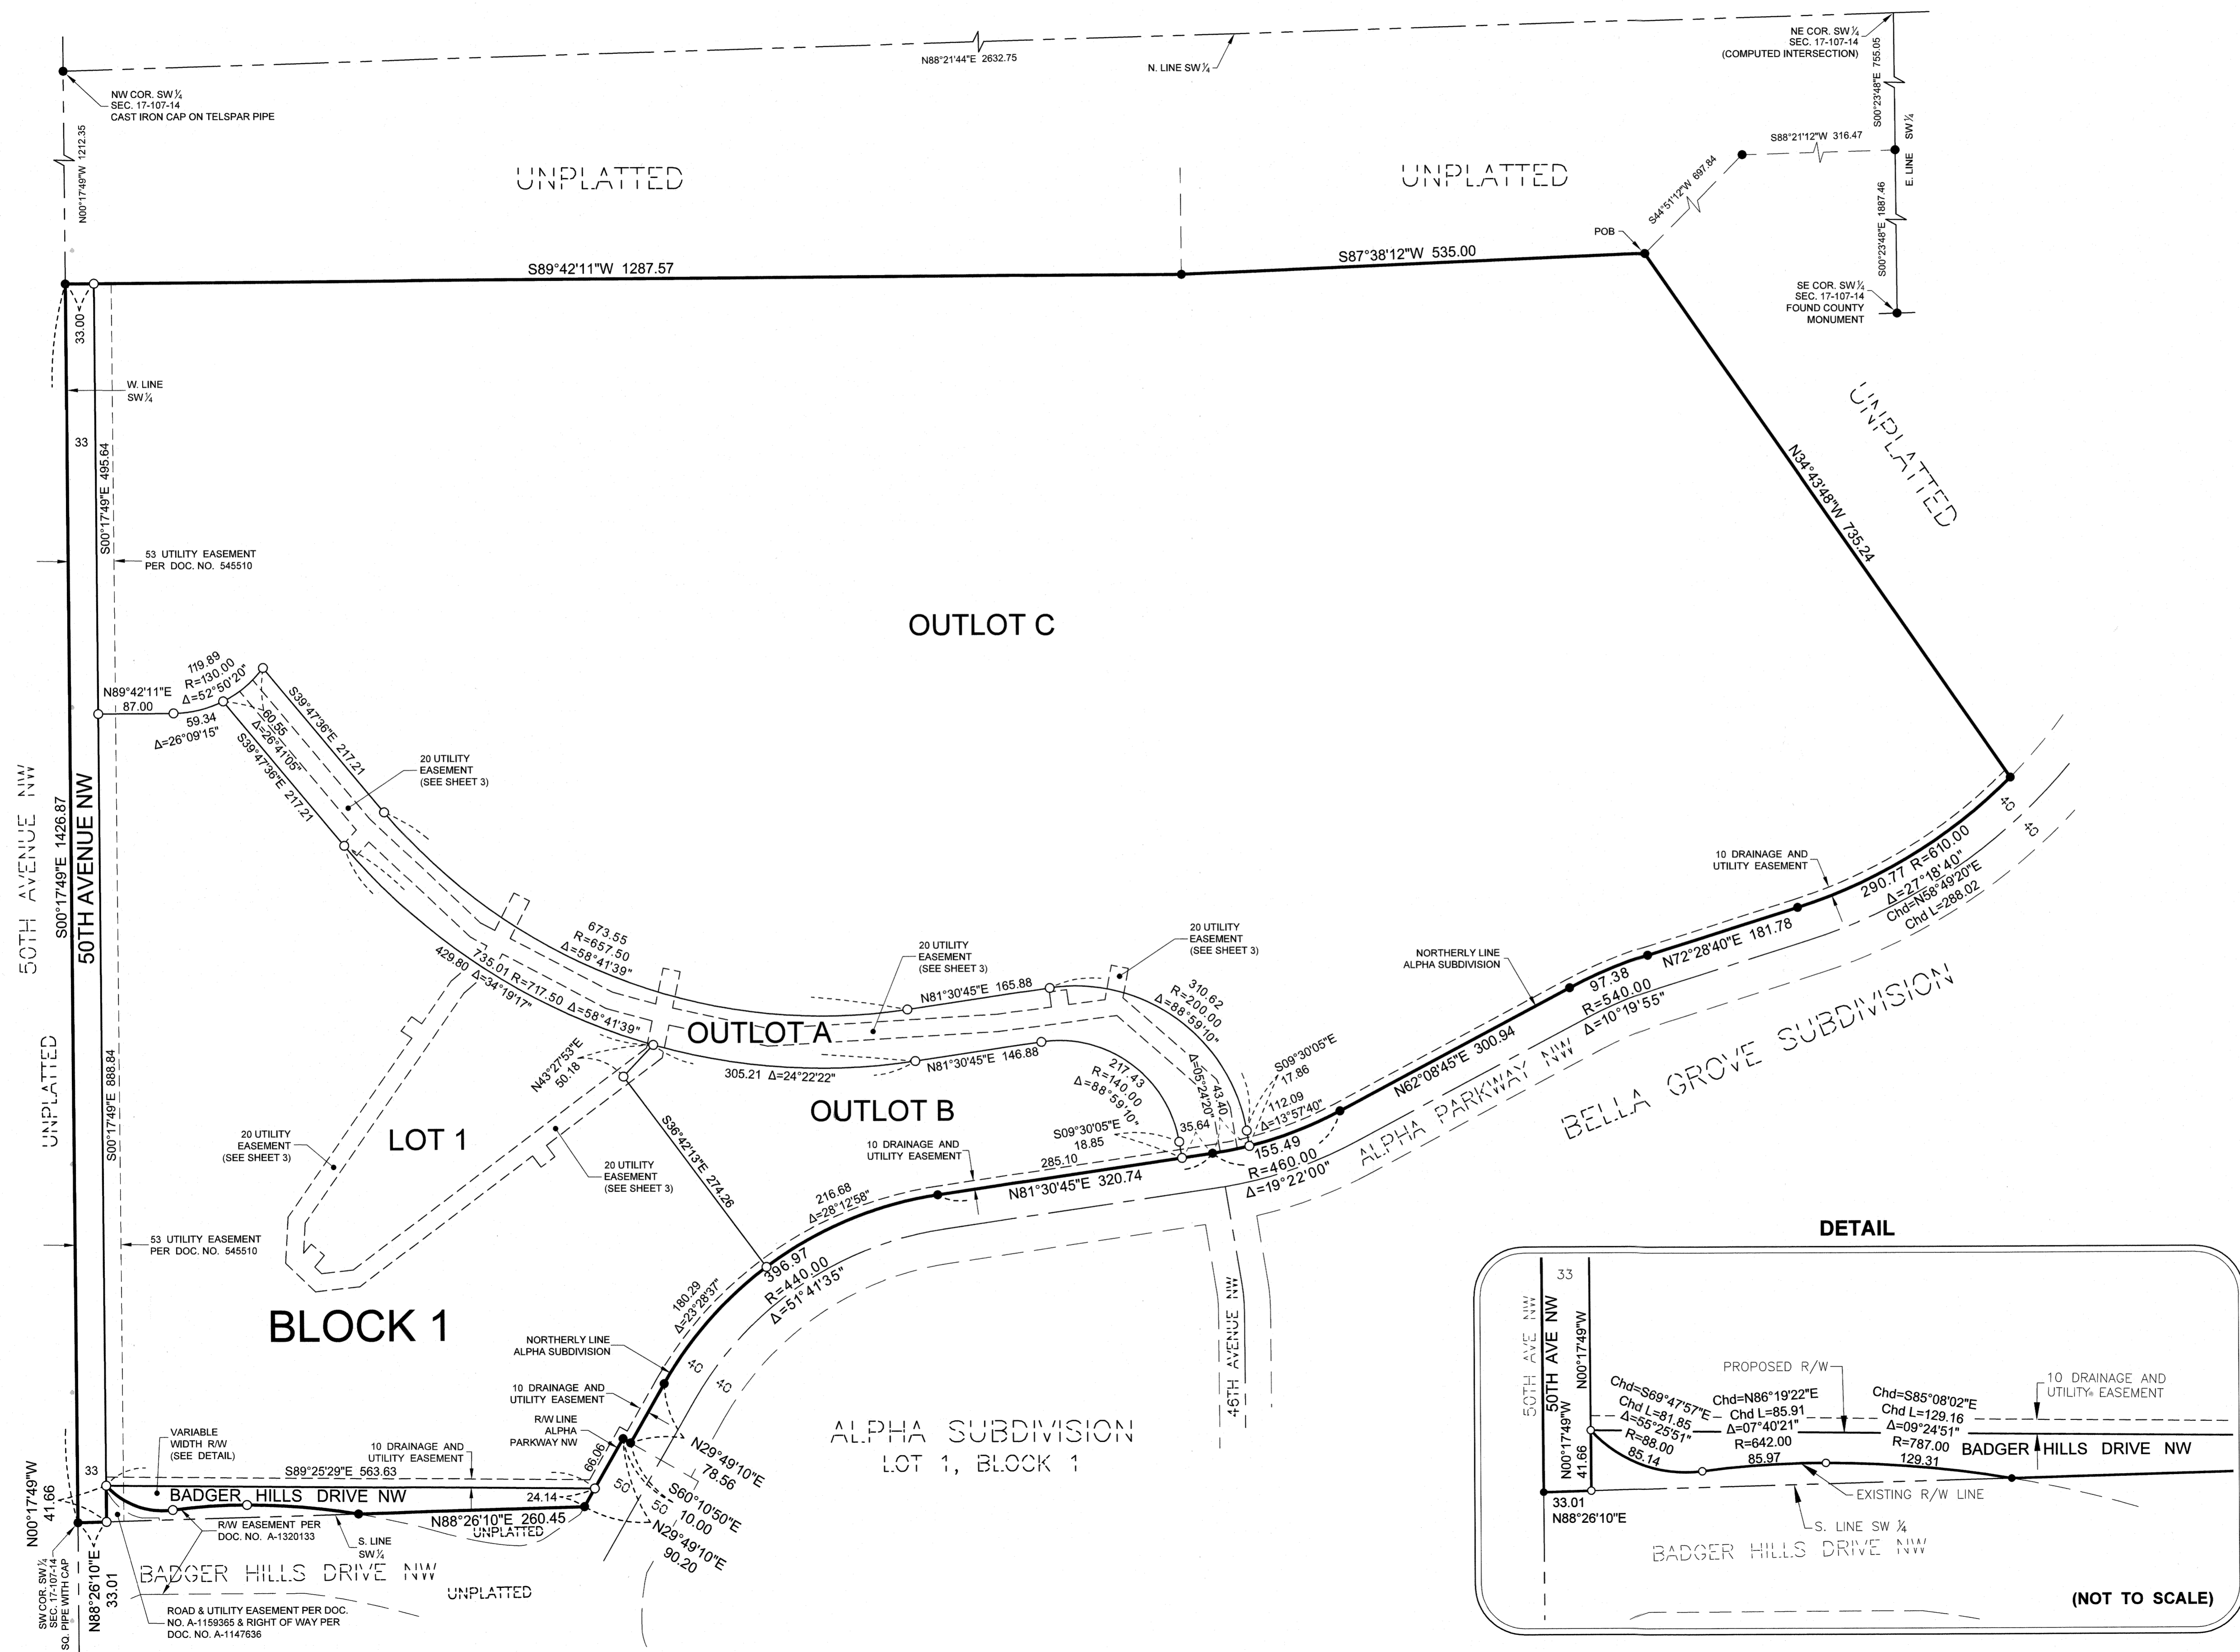 N88°21'44"E 2632.75
N. LINE SW¼
NE COR. SW¼
SEC. 17-107-14
(COMPUTED INTERSECTION)
S00°23'48"E 755.05
NW COR. SW¼
SEC. 17-107-14
CAST IRON CAP ON TELSPAR PIPE
N00°17'49"W 1212.35
UNPLATTED
UNPLATTED
S88°21'12"W 316.47
S44°51'12"W 697.84
E. LINE SW¼
S00°23'48"E 1887.46
POB
SE COR. SW¼
SEC. 17-107-14
FOUND COUNTY
MONUMENT
S89°42'11"W 1287.57
S87°38'12"W 535.00
33.00
W. LINE
SW¼
33
S00°17'49"E 495.64
53 UTILITY EASEMENT
PER DOC. NO. 545510
UNPLATTED
N34°43'48"W 735.24
OUTLOT C
N89°42'11"E
87.00
119.89
R=130.00
Δ=52°50'20"
59.34
Δ=26°09'15"
60.55
Δ=26°41'05"
S39°47'36"E 217.21
S39°47'36"E 217.21
20 UTILITY
EASEMENT
(SEE SHEET 3)
50TH AVENUE NW
S00°17'49"E 1426.87
50TH AVENUE NW
UNPLATTED
S00°17'49"E 888.84
673.55
R=657.50
Δ=58°41'39"
735.01 R=717.50 Δ=58°41'39"
429.80 Δ=34°19'17"
20 UTILITY
EASEMENT
(SEE SHEET 3)
N81°30'45"E 165.88
20 UTILITY
EASEMENT
(SEE SHEET 3)
310.62
R=200.00
Δ=88°59'10"
OUTLOT A
N43°27'53"E
50.18
305.21 Δ=24°22'22"
N81°30'45"E 146.88
217.43
R=140.00
Δ=88°59'10"
Δ=05°24'20"
43.40
S09°30'05"E
17.86
112.09
Δ=13°57'40"
S09°30'05"E
18.85
35.64
155.49
R=460.00
Δ=19°22'00"
NORTHERLY LINE
ALPHA SUBDIVISION
N62°08'45"E 300.94
97.38
R=540.00
Δ=10°19'55"
N72°28'40"E 181.78
10 DRAINAGE AND
UTILITY EASEMENT
290.77 R=610.00
Δ=27°18'40"
Chd=N58°49'20"E
Chd L=288.02
40
40
ALPHA PARKWAY NW
BELLA GROVE SUBDIVISION
OUTLOT B
10 DRAINAGE AND
UTILITY EASEMENT
285.10
N81°30'45"E 320.74
LOT 1
20 UTILITY
EASEMENT
(SEE SHEET 3)
20 UTILITY
EASEMENT
(SEE SHEET 3)
S36°42'13"E 274.26
216.68
Δ=28°12'58"
396.97
R=440.00
Δ=51°41'35"
180.29
Δ=23°28'37"
53 UTILITY EASEMENT
PER DOC. NO. 545510
BLOCK 1
NORTHERLY LINE
ALPHA SUBDIVISION
40
40
10 DRAINAGE AND
UTILITY EASEMENT
R/W LINE
ALPHA
PARKWAY NW
66.06
N29°49'10"E
78.56
S60°10'50"E
10.00
N29°49'10"E
90.20
50
50
ALPHA SUBDIVISION
LOT 1, BLOCK 1
46TH AVENUE NW
VARIABLE
WIDTH R/W
(SEE DETAIL)
10 DRAINAGE AND
UTILITY EASEMENT
S89°25'29"E 563.63
33
N00°17'49"W
41.66
BADGER HILLS DRIVE NW
24.14
N88°26'10"E 260.45
UNPLATTED
R/W EASEMENT PER
DOC. NO. A-1320133
S. LINE
SW¼
SW COR. SW¼
SEC. 17-107-14
SQ. PIPE WITH CAP
N88°26'10"E
33.01
BADGER HILLS DRIVE NW
UNPLATTED
ROAD & UTILITY EASEMENT PER DOC.
NO. A-1159365 & RIGHT OF WAY PER
DOC. NO. A-1147636
DETAIL
33
50TH AVE NW
50TH AVE NW
N00°17'49"W
N00°17'49"W
41.66
PROPOSED R/W
10 DRAINAGE AND
UTILITY EASEMENT
Chd=S69°47'57"E
Chd L=81.85
Δ=55°25'51"
R=88.00
85.14
Chd=N86°19'22"E
Chd L=85.91
Δ=07°40'21"
R=642.00
85.97
Chd=S85°08'02"E
Chd L=129.16
Δ=09°24'51"
R=787.00
129.31
BADGER HILLS DRIVE NW
EXISTING R/W LINE
33.01
N88°26'10"E
S. LINE SW ¼
BADGER HILLS DRIVE NW
(NOT TO SCALE)